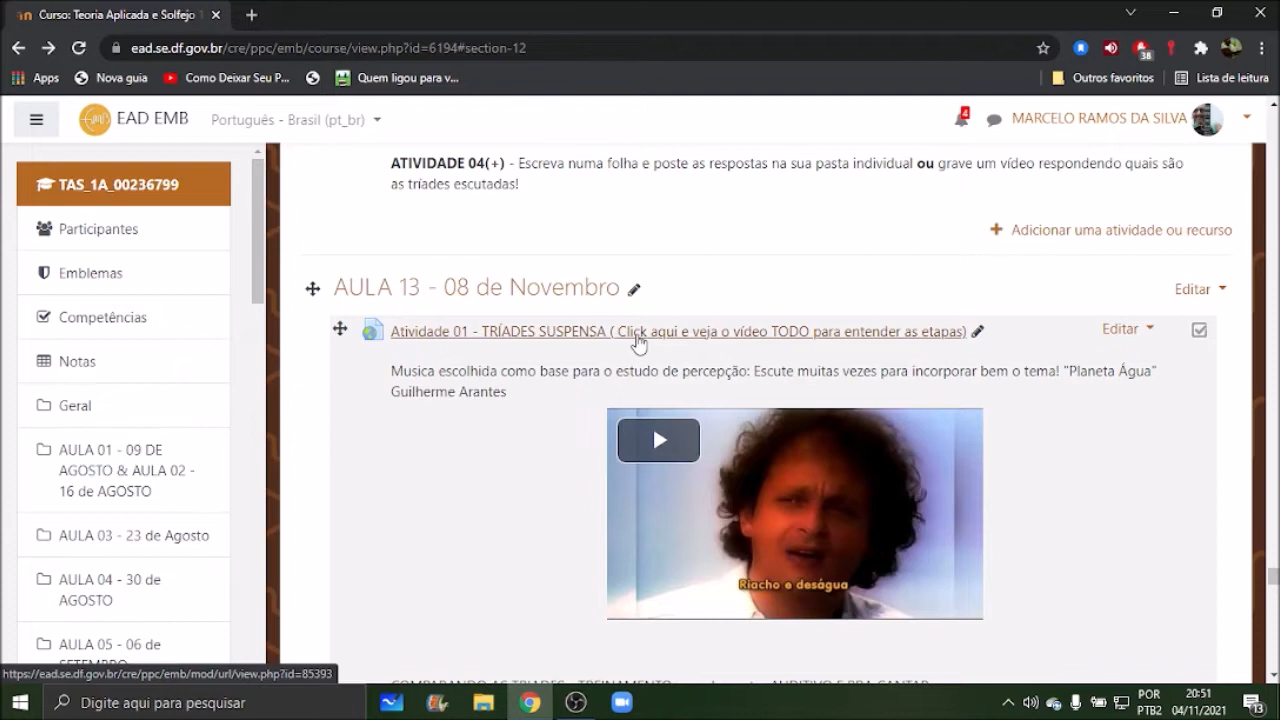 Curso: Teoria Aplicada e Solfejo
ead.se.df.gov.br/cre/ppc/emb/course/view.php?id=6194#section-12
38
Apps
Nova guia
Como Deixar Seu P...
Quem ligou para v...
Outros favoritos
Lista de leitura
EAD EMB
Português - Brasil (pt_br)
4
MARCELO RAMOS DA SILVA
TAS_1A_00236799
Participantes
Emblemas
Competências
Notas
Geral
AULA 01 - 09 DE
AGOSTO & AULA 02 -
16 de AGOSTO
AULA 03 - 23 de Agosto
AULA 04 - 30 de
AGOSTO
AULA 05 - 06 de
SETEMBRO
ATIVIDADE 04(+) - Escreva numa folha e poste as respostas na sua pasta individual ou grave um vídeo respondendo quais são
as tríades escutadas!
Adicionar uma atividade ou recurso
AULA 13 - 08 de Novembro
Editar
Atividade 01 - TRÍADES SUSPENSA ( Click aqui e veja o vídeo TODO para entender as etapas)
Editar
Musica escolhida como base para o estudo de percepção: Escute muitas vezes para incorporar bem o tema! "Planeta Água"
Guilherme Arantes
Riacho e deságua
https://ead.se.df.gov.br/cre/ppc/emb/mod/url/view.php?id=85393
Digite aqui para pesquisar
POR
PTB2
20:51
04/11/2021
13